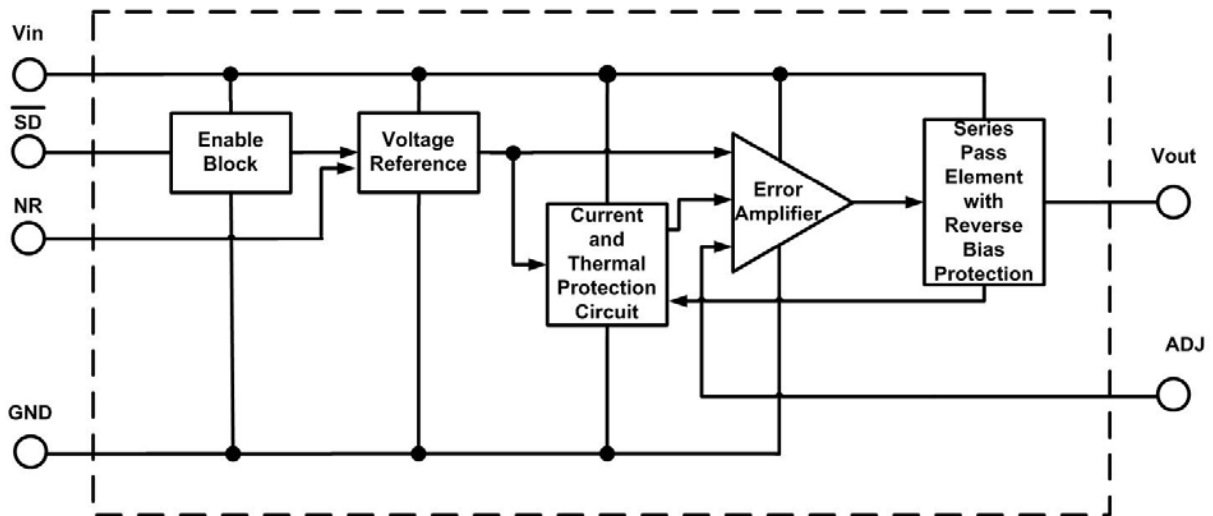 Vin
SD
NR
GND
Enable
Block
Voltage
Reference
Current
and
Thermal
Protection
Circuit
Error
Amplifier
Series
Pass
Element
with
Reverse
Bias
Protection
Vout
ADJ